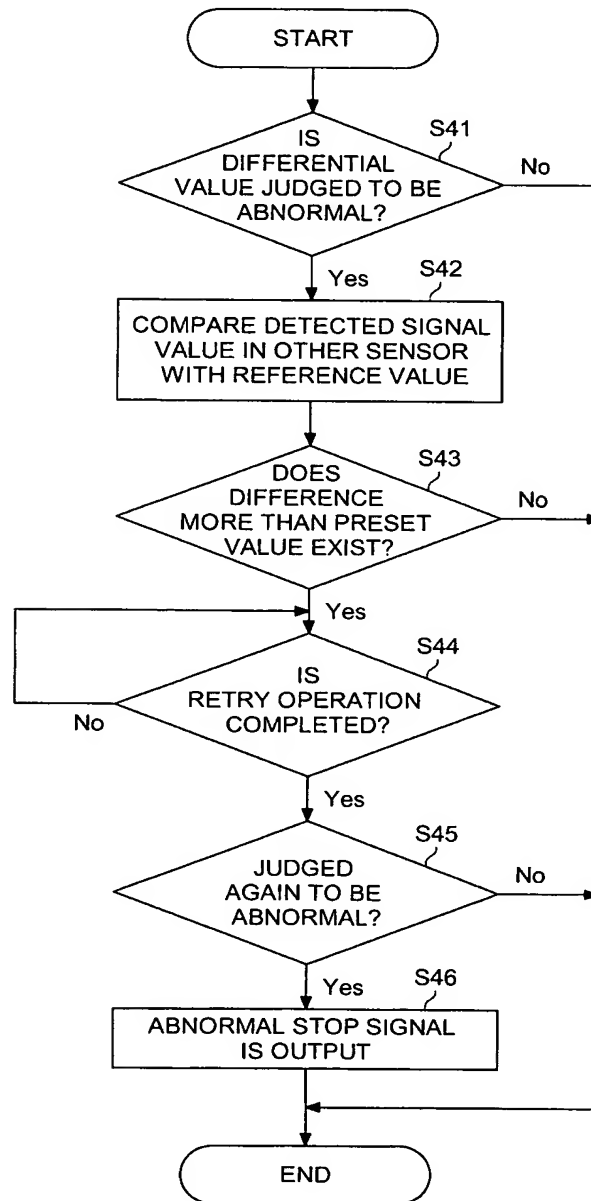 START
S41
IS
DIFFERENTIAL
VALUE JUDGED TO BE
ABNORMAL?
No
Yes
S42
COMPARE DETECTED SIGNAL
VALUE IN OTHER SENSOR
WITH REFERENCE VALUE
S43
DOES
DIFFERENCE
MORE THAN PRESET
VALUE EXIST?
No
Yes
S44
IS
RETRY OPERATION
COMPLETED?
No
Yes
S45
JUDGED
AGAIN TO BE
ABNORMAL?
No
Yes
S46
ABNORMAL STOP SIGNAL
IS OUTPUT
END